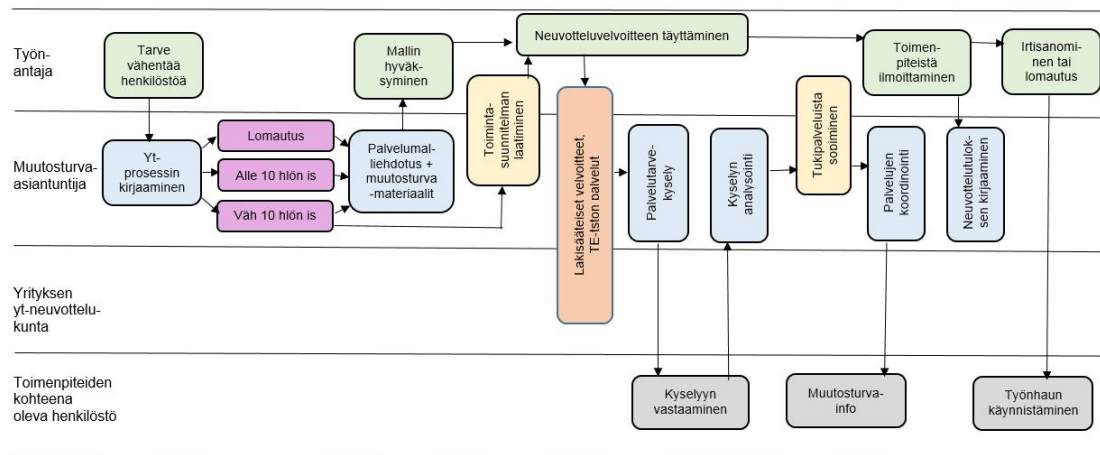 Työn-
antaja
Tarve
vähentää
henkilöstöä
Mallin
hyväk-
syminen
Neuvotteluvelvoitteen täyttäminen
Toimen-
piteistä
ilmoittaminen
Irtisanomi-
nen tai
lomautus
Muutosturva-
asiantuntija
Yt-
prosessin
kirjaaminen
Lomautus
Alle 10 hlön is
Väh 10 hlön is
Palvelumal-
liehdotus +
muutosturva
-materiaalit
Toiminta-
suunnitelman
laatiminen
Lakisääteiset velvoitteet,
TE-tston palvelut
Palvelutarve-
kysely
Kyselyn
analysointi
Tukipalveluista
sopiminen
Palvelujen
koordinointi
Neuvottelutulok-
sen kirjaaminen
Yrityksen
yt-neuvottelu-
kunta
Toimenpiteiden
kohteena
oleva henkilöstö
Kyselyyn
vastaaminen
Muutosturva-
info
Työnhaun
käynnistäminen